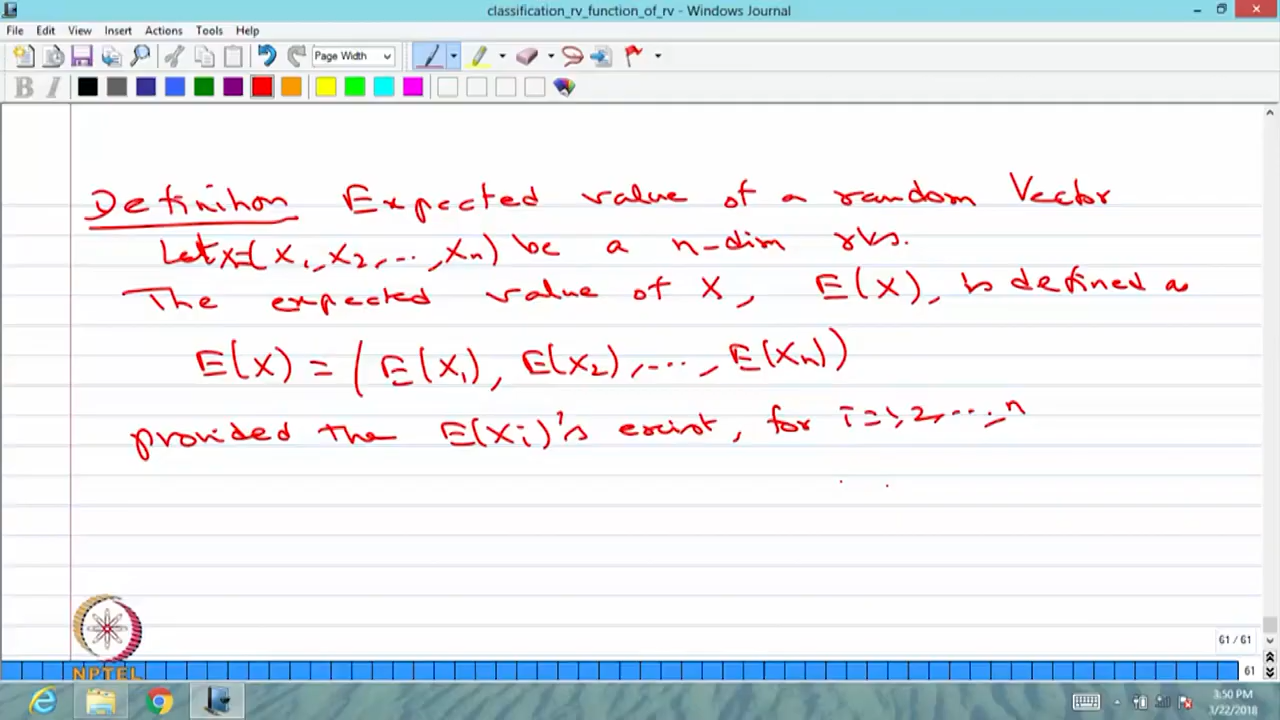 classification_rv_function_of_rv - Windows Journal
File Edit View Insert Actions Tools Help
Page Width
B I
Definition Expected value of a random Vector
Let X=(X1, X2, ..., Xn) be a n-dim rvs.
The expected value of X, E(X), is defined as
E(X) = (E(X1), E(X2), ..., E(Xn))
provided the E(Xi)'s exist, for i=1, 2, ..., n
61 / 61
NPTEL
61
3:50 PM
3/22/2018